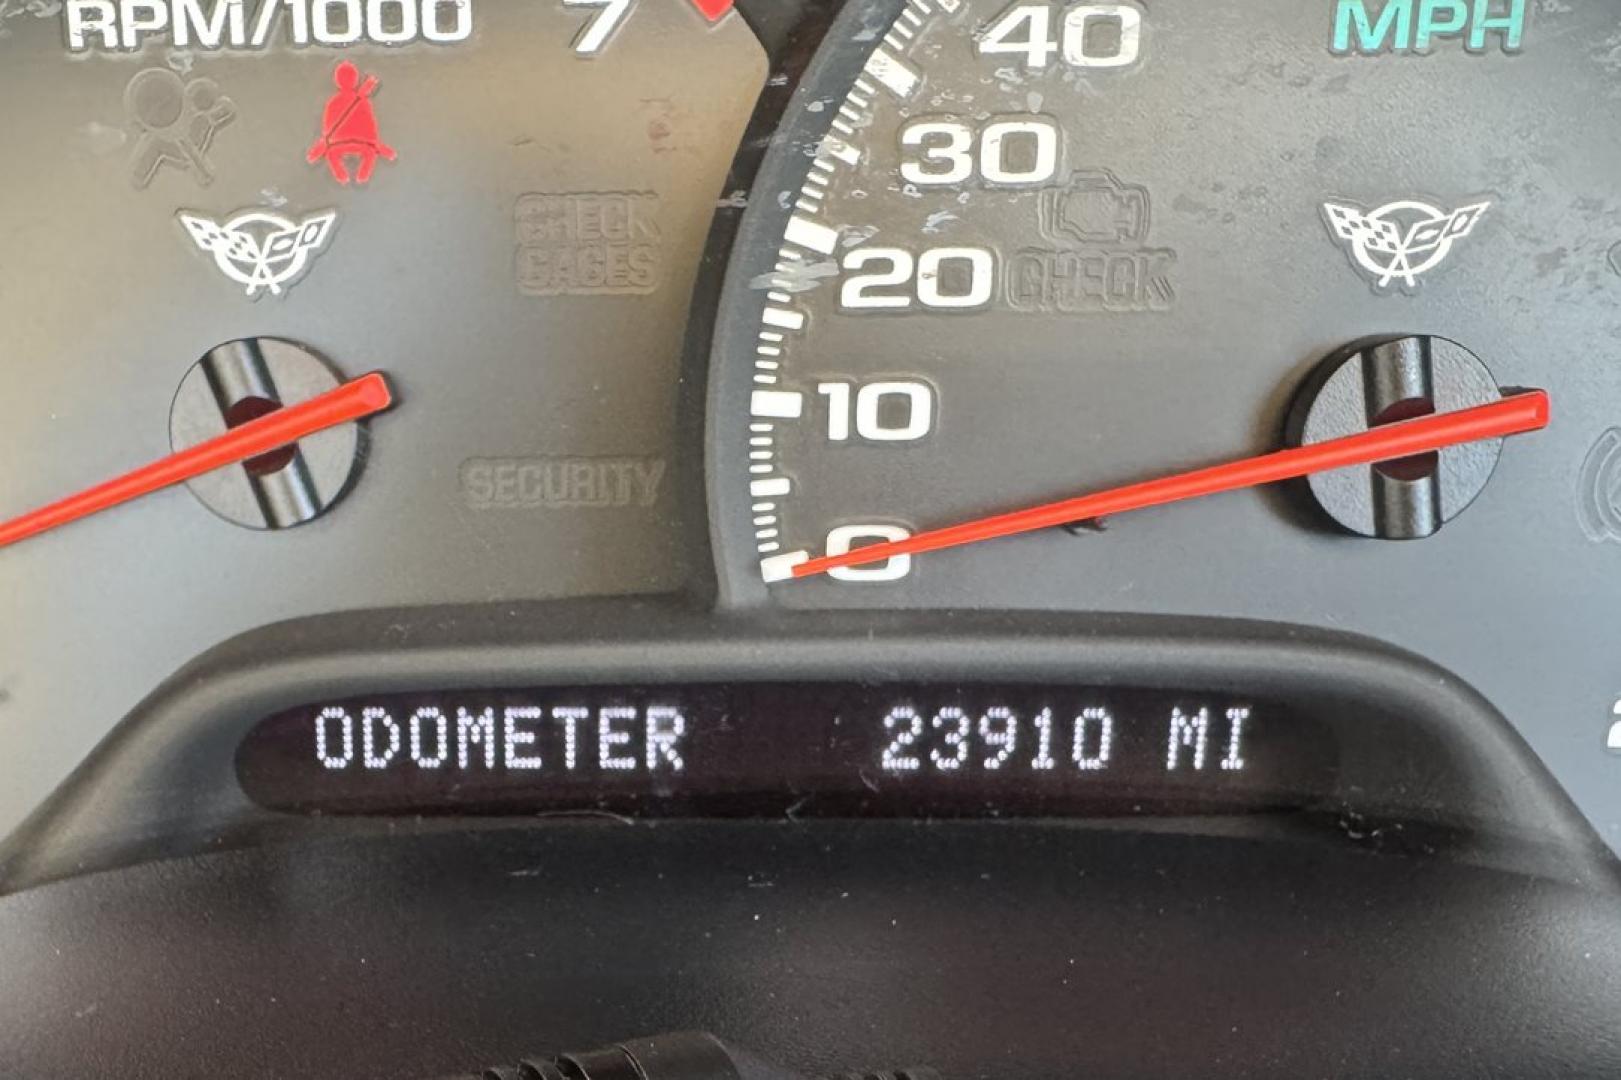 RPM/1000
7
40
MPH
30
CHECK
GAGES
20
CHECK
10
SECURITY
0
ODOMETER 23910 MI